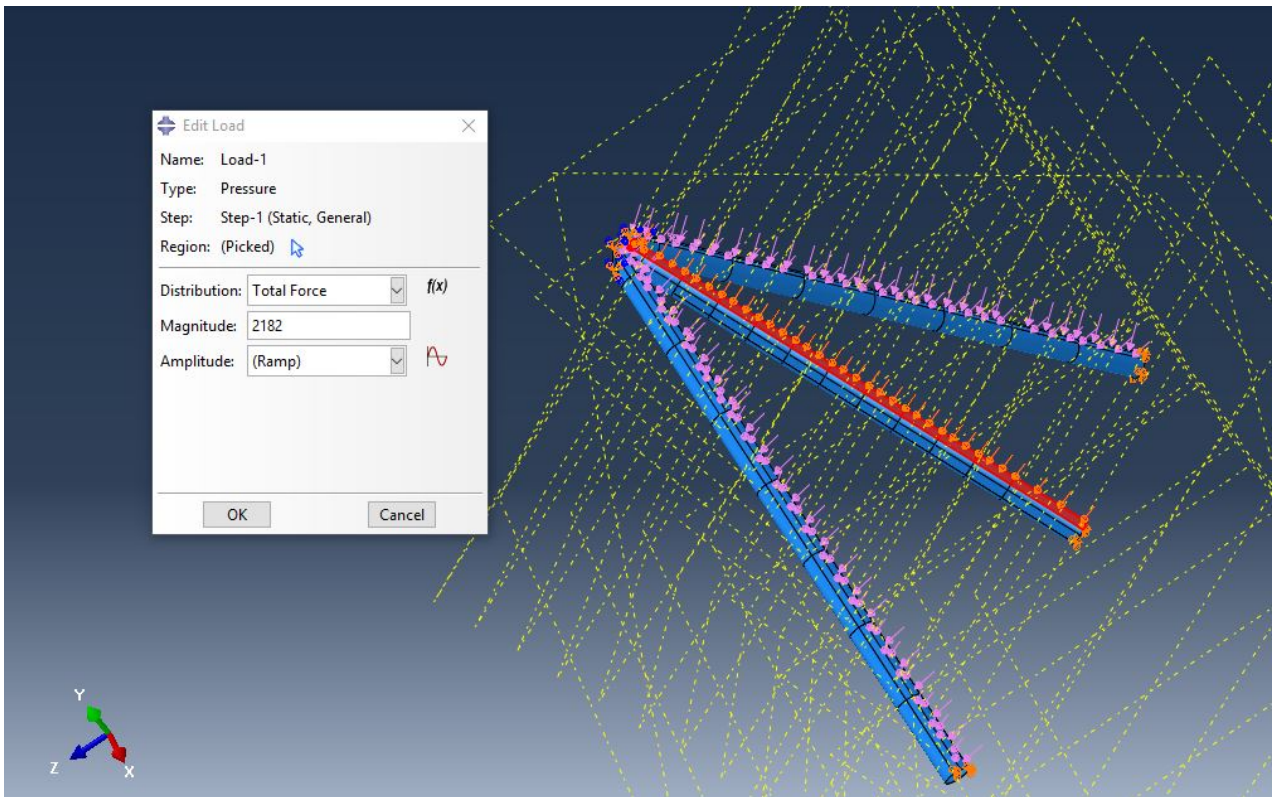 Edit Load
Name: Load-1
Type: Pressure
Step: Step-1 (Static, General)
Region: (Picked)
Distribution: Total Force f(x)
Magnitude: 2182
Amplitude: (Ramp)
OK Cancel
Y
Z X